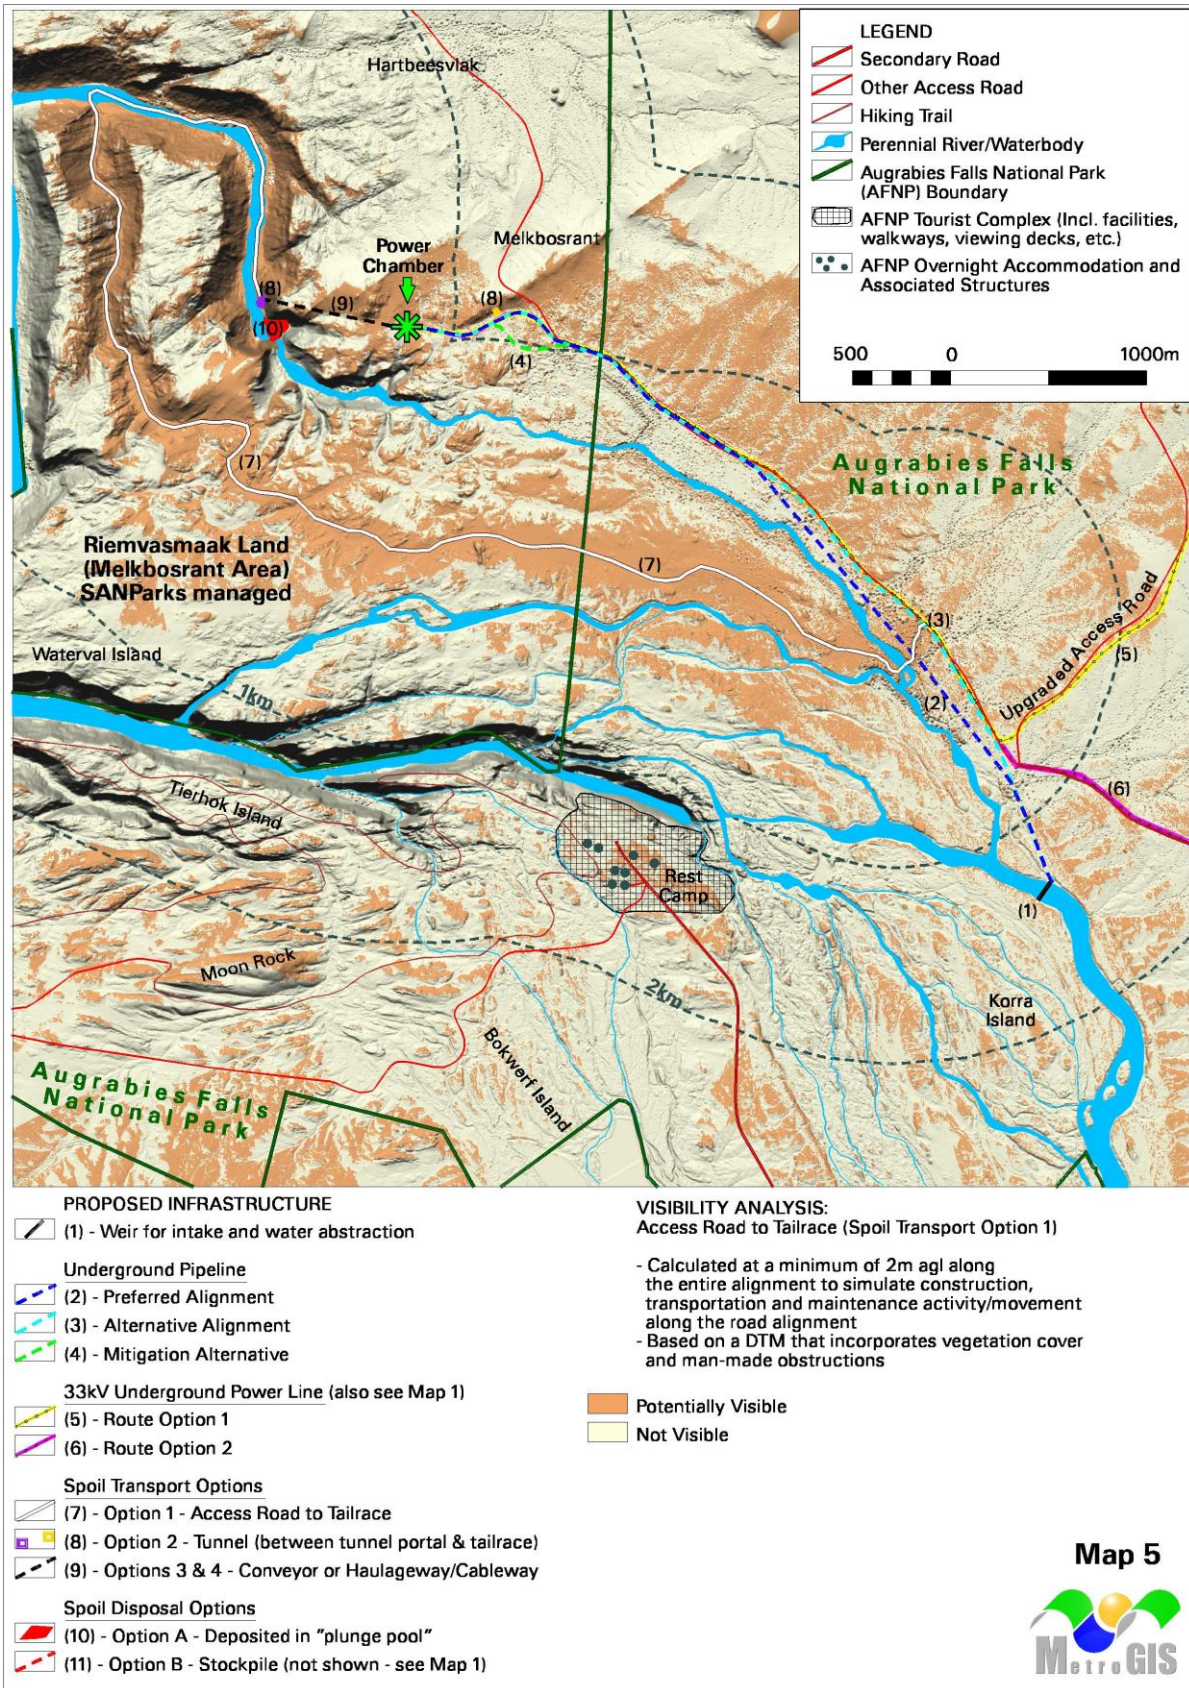 Hartbeesvlak
Melkbosrant
Power
Chamber
(8)
(9)
(8)
(10)
(4)
(7)
Augrabies Falls
National Park
Riemvasmaak Land
(Melkbosrant Area)
SANParks managed
(7)
(3)
Upgraded Access Road
(5)
Waterval Island
1km
(2)
(6)
Tierhok Island
Rest
Camp
(1)
Moon Rock
2km
Korra
Island
Bokwerf Island
Augrabies Falls
National Park
LEGEND
Secondary Road
Other Access Road
Hiking Trail
Perennial River/Waterbody
Augrabies Falls National Park
(AFNP) Boundary
AFNP Tourist Complex (Incl. facilities,
walkways, viewing decks, etc.)
AFNP Overnight Accommodation and
Associated Structures
500 0 1000m
PROPOSED INFRASTRUCTURE
(1) - Weir for intake and water abstraction
Underground Pipeline
(2) - Preferred Alignment
(3) - Alternative Alignment
(4) - Mitigation Alternative
33kV Underground Power Line (also see Map 1)
(5) - Route Option 1
(6) - Route Option 2
Spoil Transport Options
(7) - Option 1 - Access Road to Tailrace
(8) - Option 2 - Tunnel (between tunnel portal & tailrace)
(9) - Options 3 & 4 - Conveyor or Haulageway/Cableway
Spoil Disposal Options
(10) - Option A - Deposited in "plunge pool"
(11) - Option B - Stockpile (not shown - see Map 1)
VISIBILITY ANALYSIS:
Access Road to Tailrace (Spoil Transport Option 1)
- Calculated at a minimum of 2m agl along
the entire alignment to simulate construction,
transportation and maintenance activity/movement
along the road alignment
- Based on a DTM that incorporates vegetation cover
and man-made obstructions
Potentially Visible
Not Visible
Map 5
MetroGIS